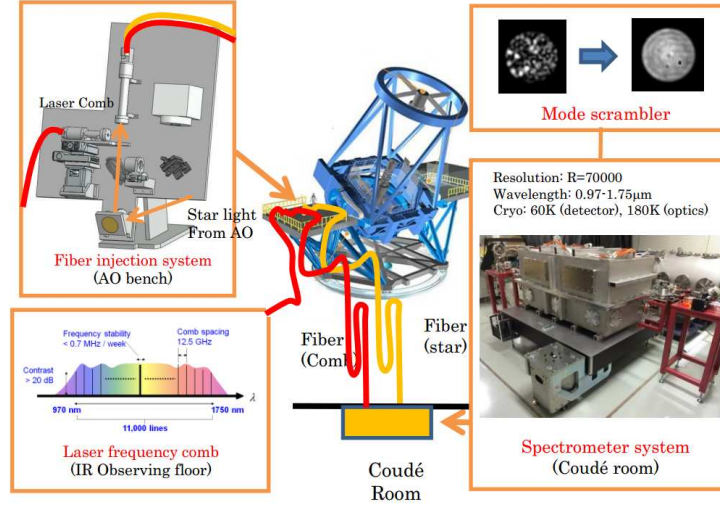 Laser Comb
Star light
From AO
Fiber injection system
(AO bench)
Mode scrambler
Resolution: R=70000
Wavelength: 0.97-1.75μm
Cryo: 60K (detector), 180K (optics)
Fiber
(Comb)
Fiber
(star)
Frequency stability
< 0.7 MHz / week
Comb spacing
12.5 GHz
Contrast
> 20 dB
λ
970 nm
1750 nm
11,000 lines
Laser frequency comb
(IR Observing floor)
Coudé
Room
Spectrometer system
(Coudé room)